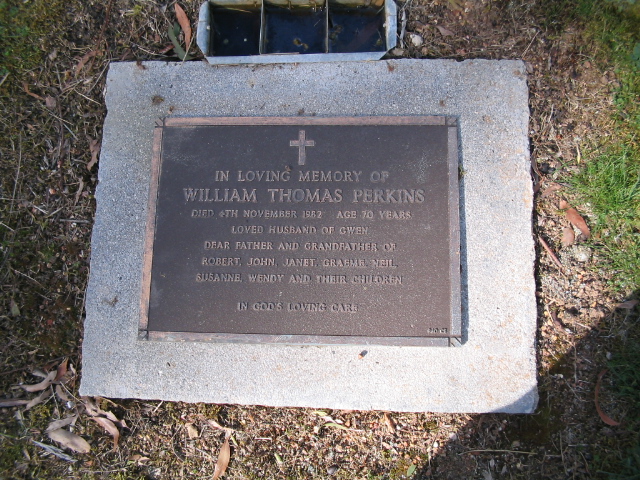 IN LOVING MEMORY OF
WILLIAM THOMAS PERKINS
DIED 4TH NOVEMBER 1982 AGE 70 YEARS
LOVED HUSBAND OF GWEN
DEAR FATHER AND GRANDFATHER OF
ROBERT, JOHN, JANET, GRAEME, NEIL,
SUSANNE, WENDY AND THEIR CHILDREN
IN GOD'S LOVING CARE